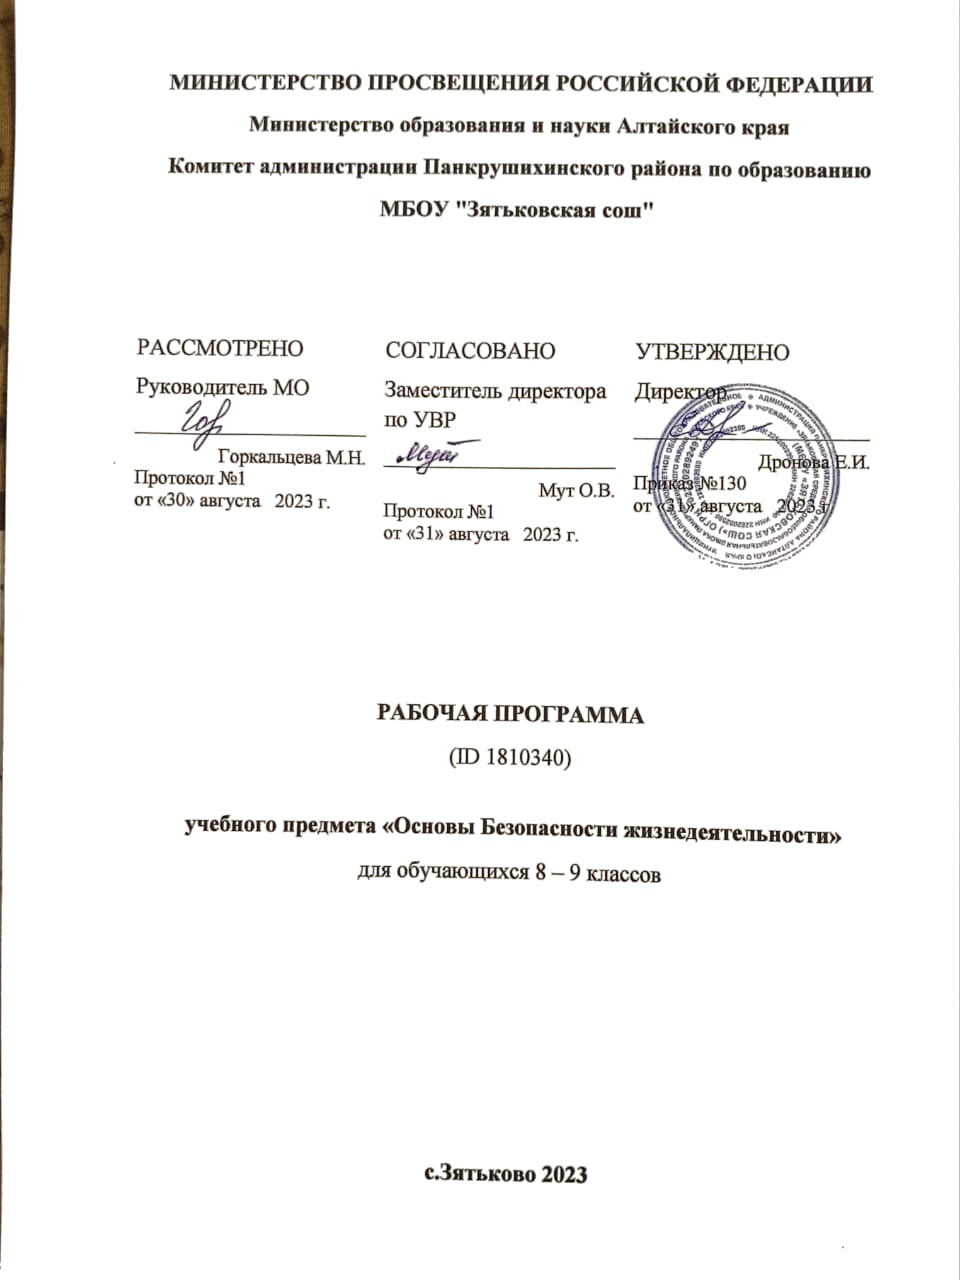 МИНИСТЕРСТВО ПРОСВЕЩЕНИЯ РОССИЙСКОЙ ФЕДЕРАЦИИ
Министерство образования и науки Алтайского края
Комитет администрации Панкрушихинского района по образованию
МБОУ "Зятьковская сош"
РАССМОТРЕНО
Руководитель МО
Горкальцева М.Н.
Протокол №1
от «30» августа 2023 г.
СОГЛАСОВАНО
Заместитель директора
по УВР
Мут О.В.
Протокол №1
от «31» августа 2023 г.
УТВЕРЖДЕНО
Директор
Дронова Е.И.
Приказ №130
от «31» августа 2023 г.
РАБОЧАЯ ПРОГРАММА
(ID 1810340)
учебного предмета «Основы Безопасности жизнедеятельности»
для обучающихся 8 – 9 классов
с.Зятьково 2023